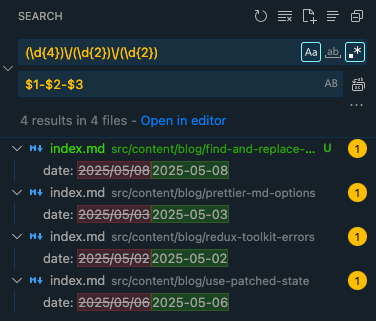 SEARCH
(\d{4})\/(\d{2})\/(\d{2})
Aa ab .*
$1-$2-$3
AB
...
4 results in 4 files - Open in editor
index.md src/content/blog/find-and-replace-... U 1
date: 2025/05/08 2025-05-08
index.md src/content/blog/prettier-md-options 1
date: 2025/05/03 2025-05-03
index.md src/content/blog/redux-toolkit-errors 1
date: 2025/05/02 2025-05-02
index.md src/content/blog/use-patched-state 1
date: 2025/05/06 2025-05-06